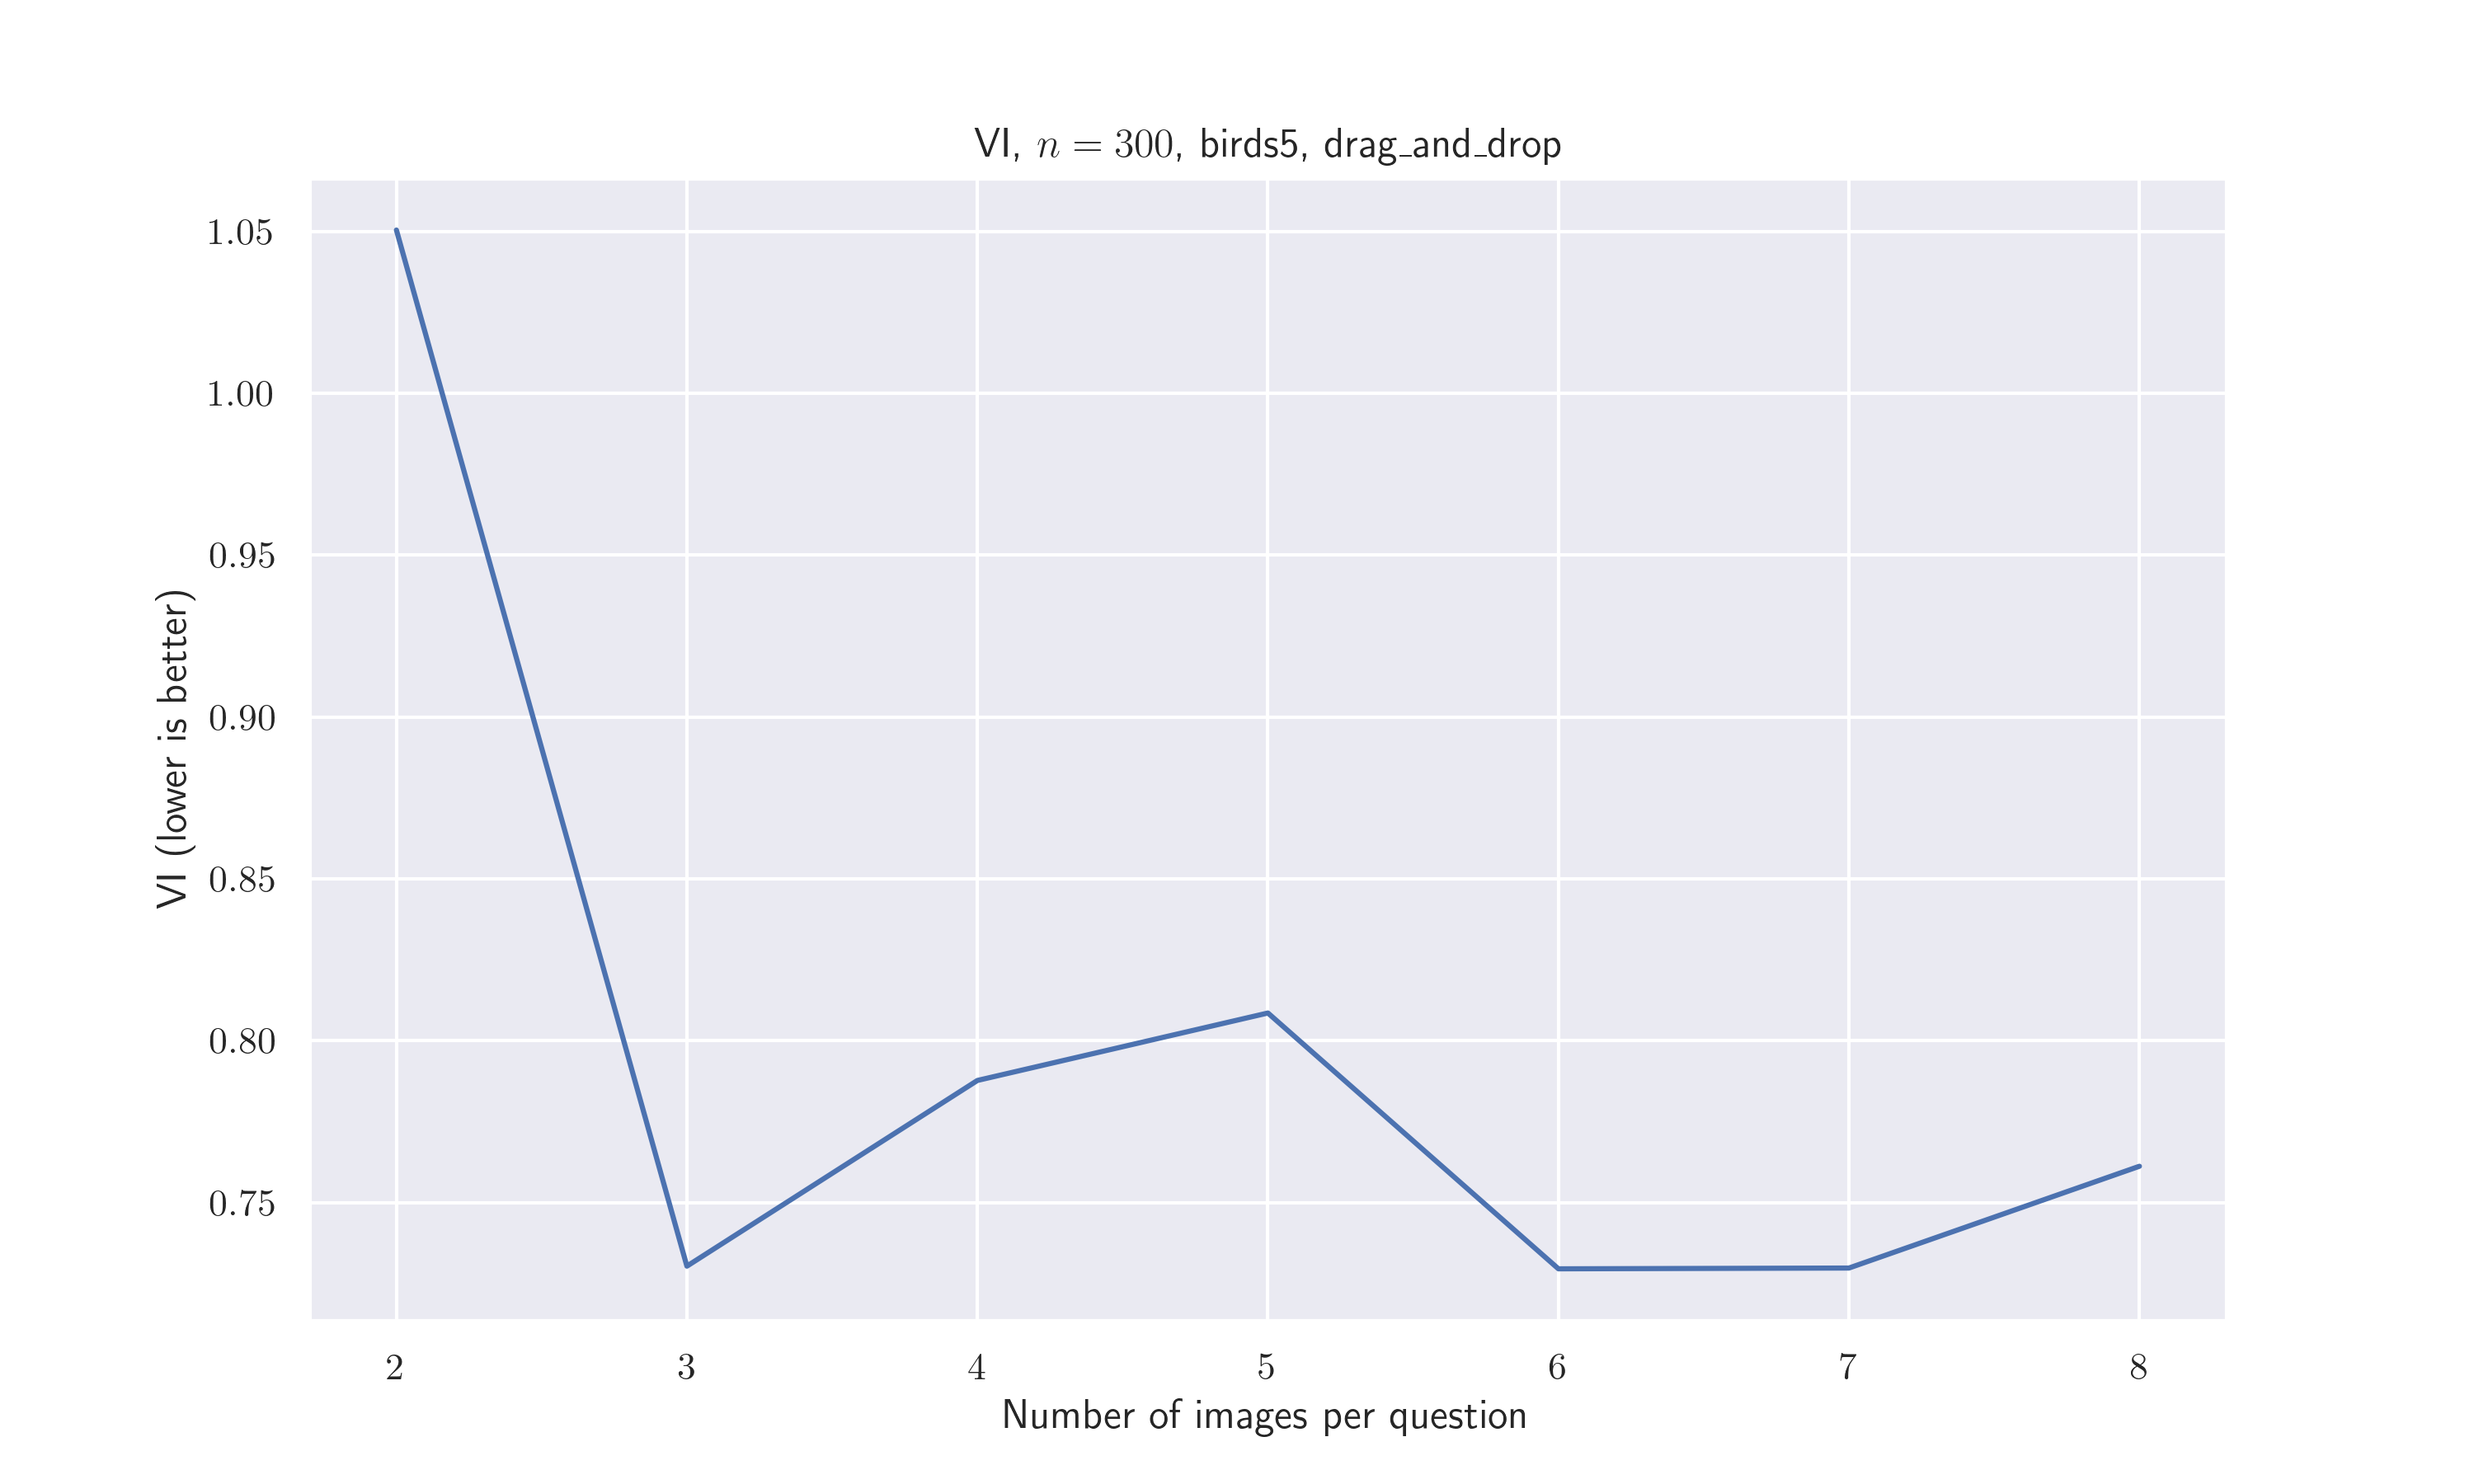 VI, n = 300, birds5, drag_and_drop
VI (lower is better)
1.05
1.00
0.95
0.90
0.85
0.80
0.75
2 3 4 5 6 7 8
Number of images per question